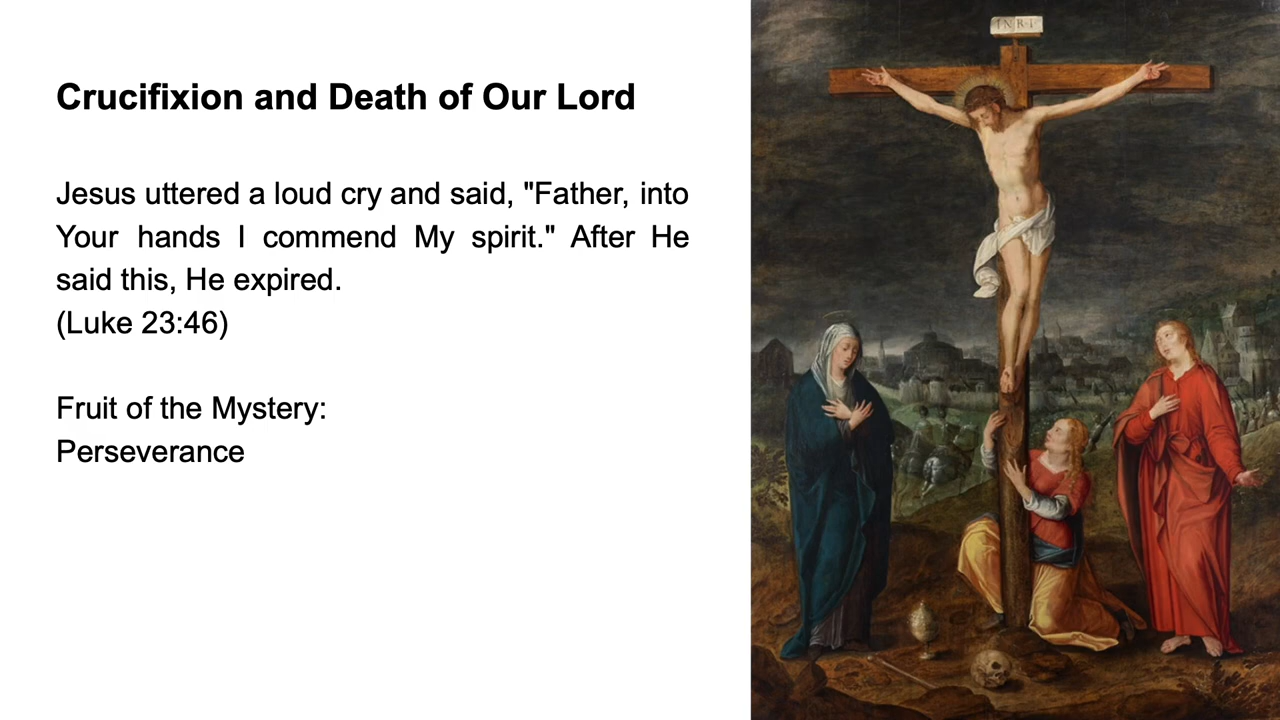 Crucifixion and Death of Our Lord
Jesus uttered a loud cry and said, "Father, into
Your hands I commend My spirit." After He
said this, He expired.
(Luke 23:46)
Fruit of the Mystery:
Perseverance
INRI